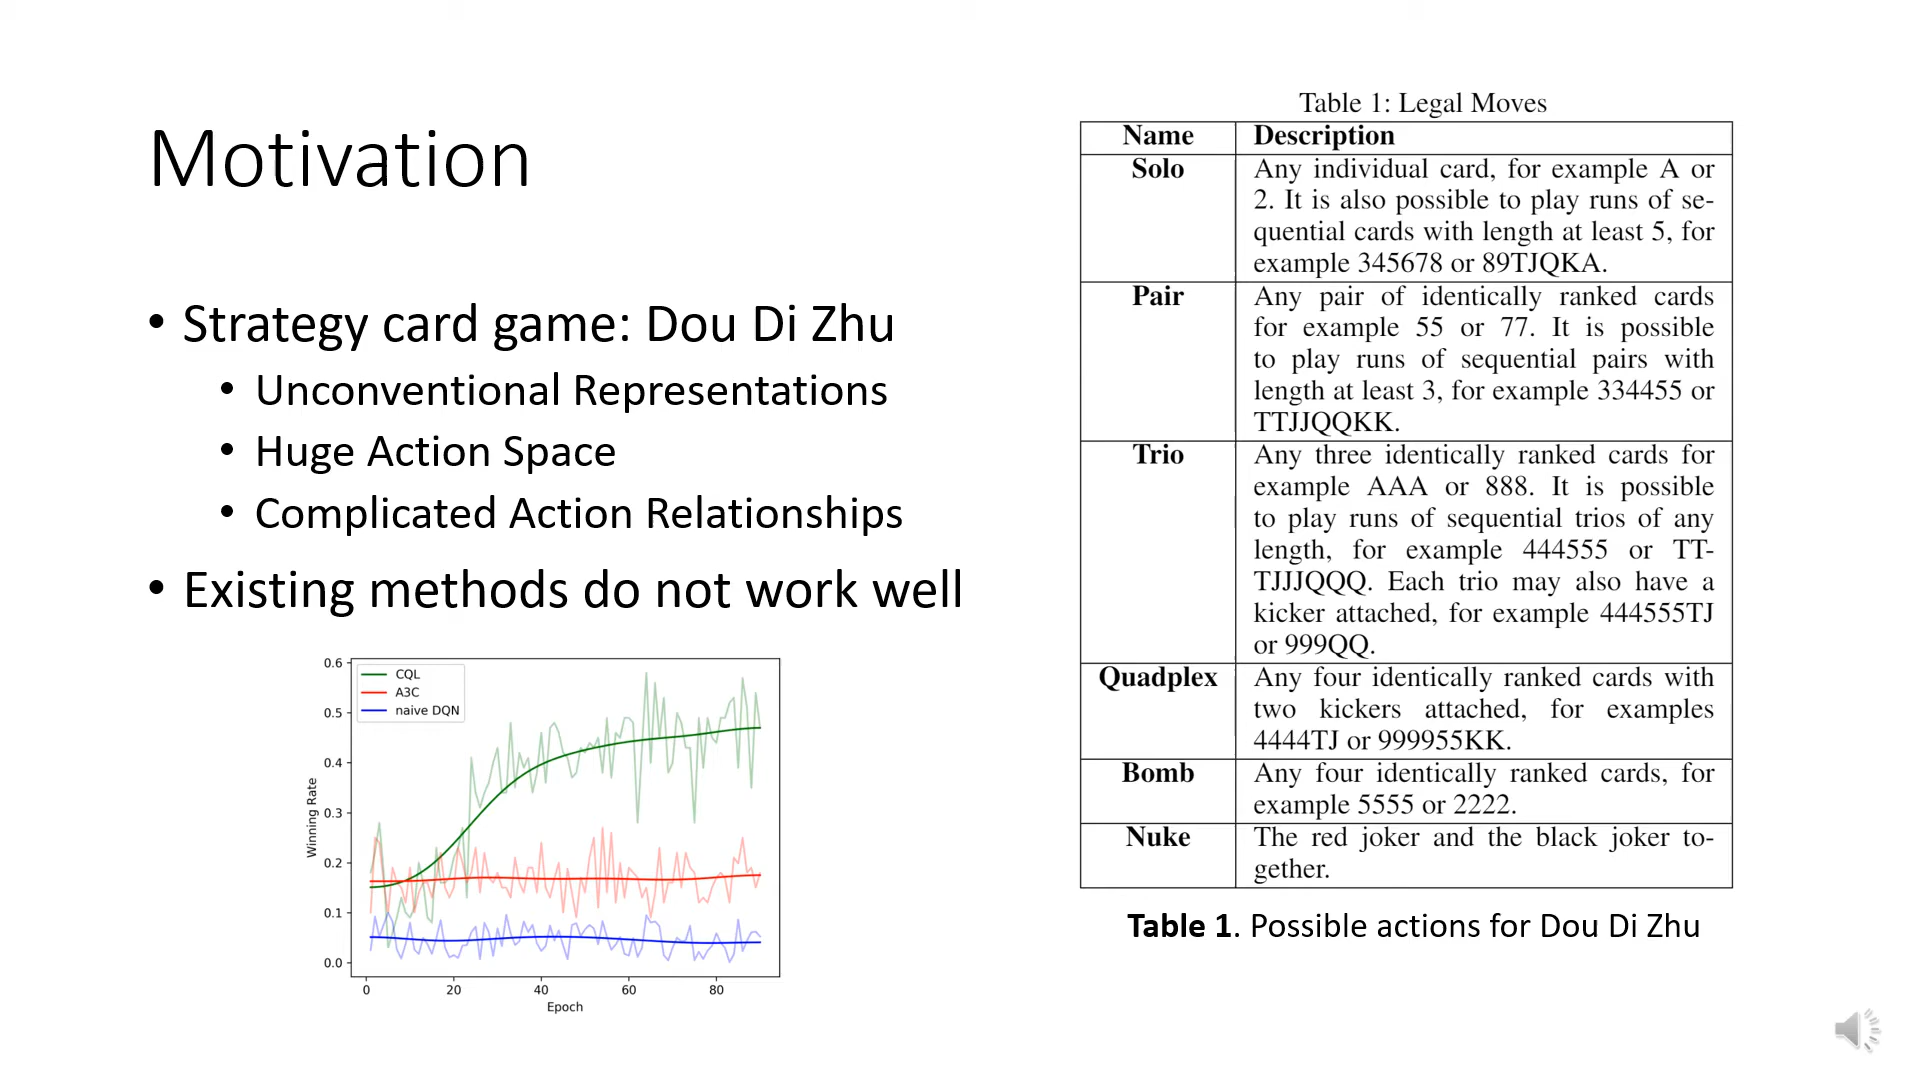 Motivation
• Strategy card game: Dou Di Zhu
• Unconventional Representations
• Huge Action Space
• Complicated Action Relationships
• Existing methods do not work well
0.6
0.5
0.4
0.3
0.2
0.1
0.0
Winning Rate
CQL
A3C
naive DQN
0 20 40 60 80
Epoch
Table 1: Legal Moves
Name Description
Solo Any individual card, for example A or
2. It is also possible to play runs of se-
quential cards with length at least 5, for
example 345678 or 89TJQKA.
Pair Any pair of identically ranked cards
for example 55 or 77. It is possible
to play runs of sequential pairs with
length at least 3, for example 334455 or
TTJJQQKK.
Trio Any three identically ranked cards for
example AAA or 888. It is possible
to play runs of sequential trios of any
length, for example 444555 or TT-
TJJJQQQ. Each trio may also have a
kicker attached, for example 444555TJ
or 999QQ.
Quadplex Any four identically ranked cards with
two kickers attached, for examples
4444TJ or 999955KK.
Bomb Any four identically ranked cards, for
example 5555 or 2222.
Nuke The red joker and the black joker to-
gether.
Table 1. Possible actions for Dou Di Zhu